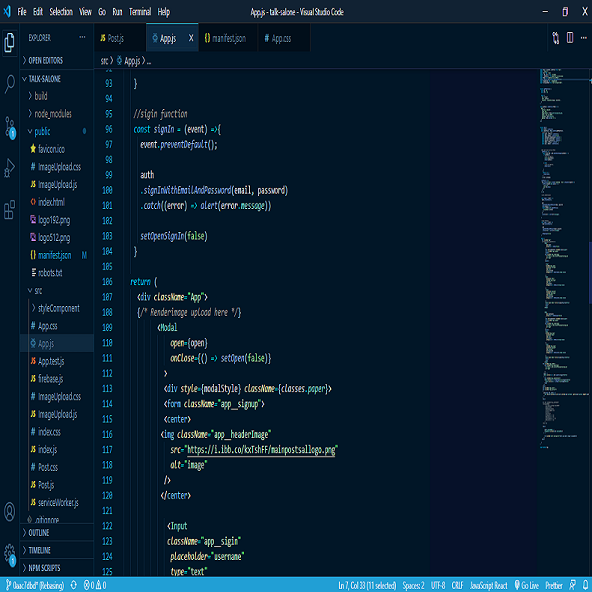 File Edit Selection View Go Run Terminal Help App.js - talk-salone - Visual Studio Code
EXPLORER ...
JS Post.js App.js X {} manifest.json # App.css
OPEN EDITORS
src > App.js > ...
TALK-SALONE
build
node_modules
public
favicon.ico
# ImageUpload.css
JS ImageUpload.js
<> index.html
logo192.png
logo512.png
{} manifest.json M
robots.txt
src
styleComponent
# App.css
App.js
App.test.js
JS firebase.js
# ImageUpload.css
JS ImageUpload.js
# index.css
JS index.js
# Post.css
JS Post.js
JS serviceWorker.js
.gitignore
OUTLINE
TIMELINE
NPM SCRIPTS
92
93 }
94
95 //sigin function
96 const signIn = (event) =>{
97 event.preventDefault();
98
99 auth
100 .signInWithEmailAndPassword(email, password)
101 .catch((error) => alert(error.message))
102
103 setOpenSignIn(false)
104 }
105
106 return (
107 <div className="App">
108 {/* Renderimage upload here */}
109 <Modal
110 open={open}
111 onClose={() => setOpen(false)}
112 >
113 <div style={modalStyle} className={classes.paper}>
114 <form className="app__signup">
115 <center>
116 <img className="app__headerImage"
117 src="https://i.ibb.co/kxTshFF/mainpostsallogo.png"
118 alt="image"
119 />
120 </center>
121
122 <Input
123 className="app__sigin"
124 placeholder="username"
125 type="text"
0aac7dbd* (Rebasing) 0 0 Ln 7, Col 33 (11 selected) Spaces: 2 UTF-8 CRLF JavaScript React Go Live Prettier